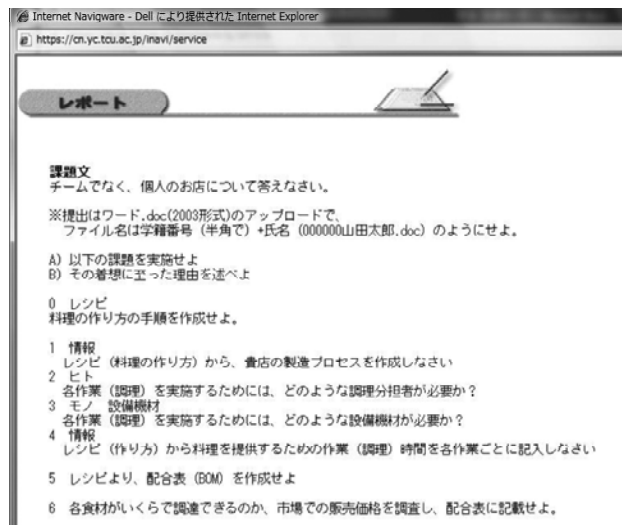 Internet Naviqware - Dell により提供された Internet Explorer
https://cn.yc.tcu.ac.jp/inavi/service
レポート
課題文
チームでなく、個人のお店について答えなさい。
※提出はワード.doc(2003形式)のアップロードで、
ファイル名は学籍番号（半角で）+氏名（000000山田太郎.doc）のようにせよ。
A) 以下の課題を実施せよ
B) その着想に至った理由を述べよ
0 レシピ
料理の作り方の手順を作成せよ。
1 情報
レシピ（料理の作り方）から、貴店の製造プロセスを作成しなさい
2 ヒト
各作業（調理）を実施するためには、どのような調理分担者が必要か？
3 モノ 設備機材
各作業（調理）を実施するためには、どのような設備機材が必要か？
4 情報
レシピ（作り方）から料理を提供するためxの作業（調理）時間を各作業ごとに記入しなさい
5 レシピより、配合表（BOM）を作成せよ
6 各食材がいくらで調達できるのか、市場での販売価格を調査し、配合表に記載せよ。